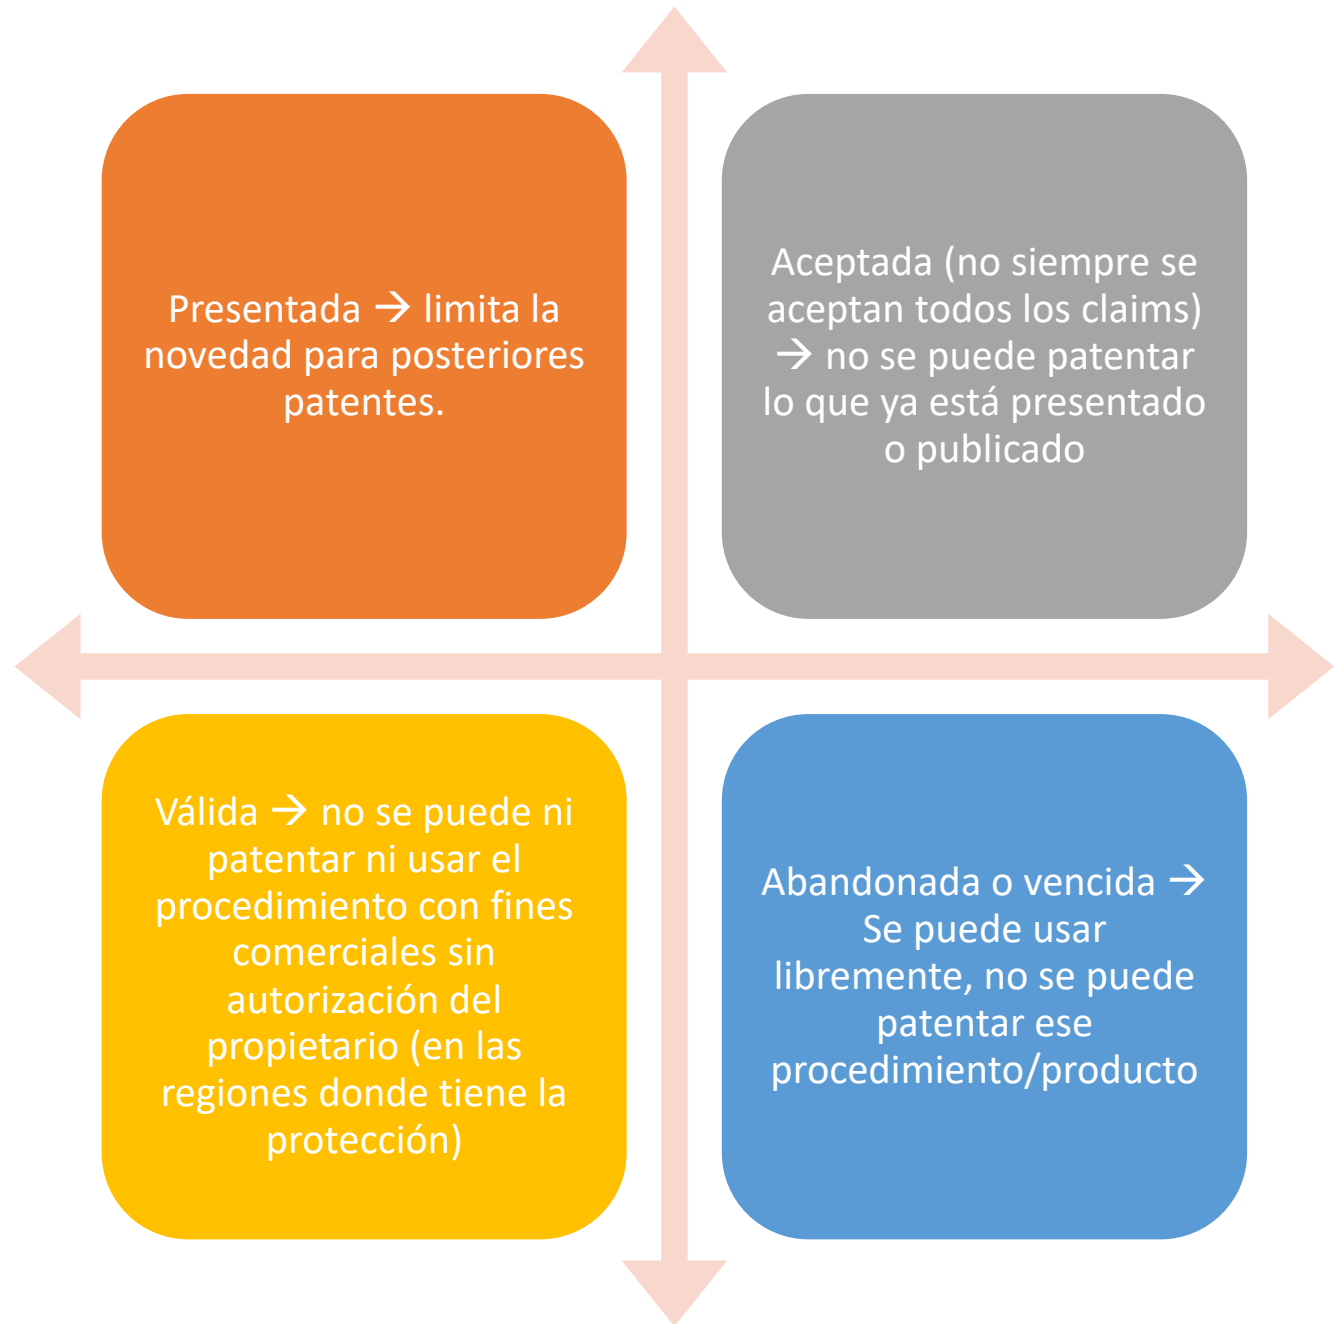 Presentada → limita la
novedad para posteriores
patentes.
Aceptada (no siempre se
aceptan todos los claims)
→ no se puede patentar
lo que ya está presentado
o publicado
Válida → no se puede ni
patentar ni usar el
procedimiento con fines
comerciales sin
autorización del
propietario (en las
regiones donde tiene la
protección)
Abandonada o vencida →
Se puede usar
libremente, no se puede
patentar ese
procedimiento/producto